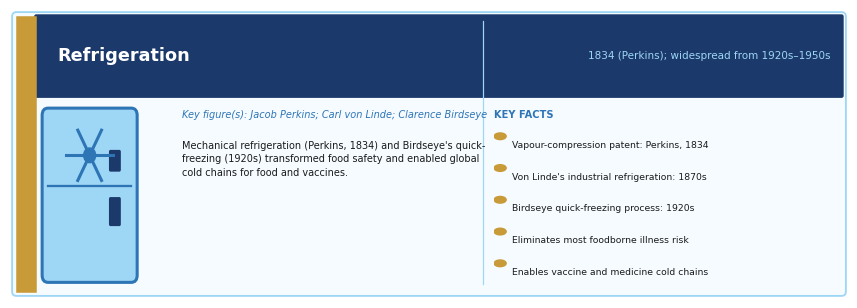 Refrigeration
1834 (Perkins); widespread from 1920s–1950s
Key figure(s): Jacob Perkins; Carl von Linde; Clarence Birdseye
Mechanical refrigeration (Perkins, 1834) and Birdseye's quick-
freezing (1920s) transformed food safety and enabled global
cold chains for food and vaccines.
KEY FACTS
Vapour-compression patent: Perkins, 1834
Von Linde's industrial refrigeration: 1870s
Birdseye quick-freezing process: 1920s
Eliminates most foodborne illness risk
Enables vaccine and medicine cold chains